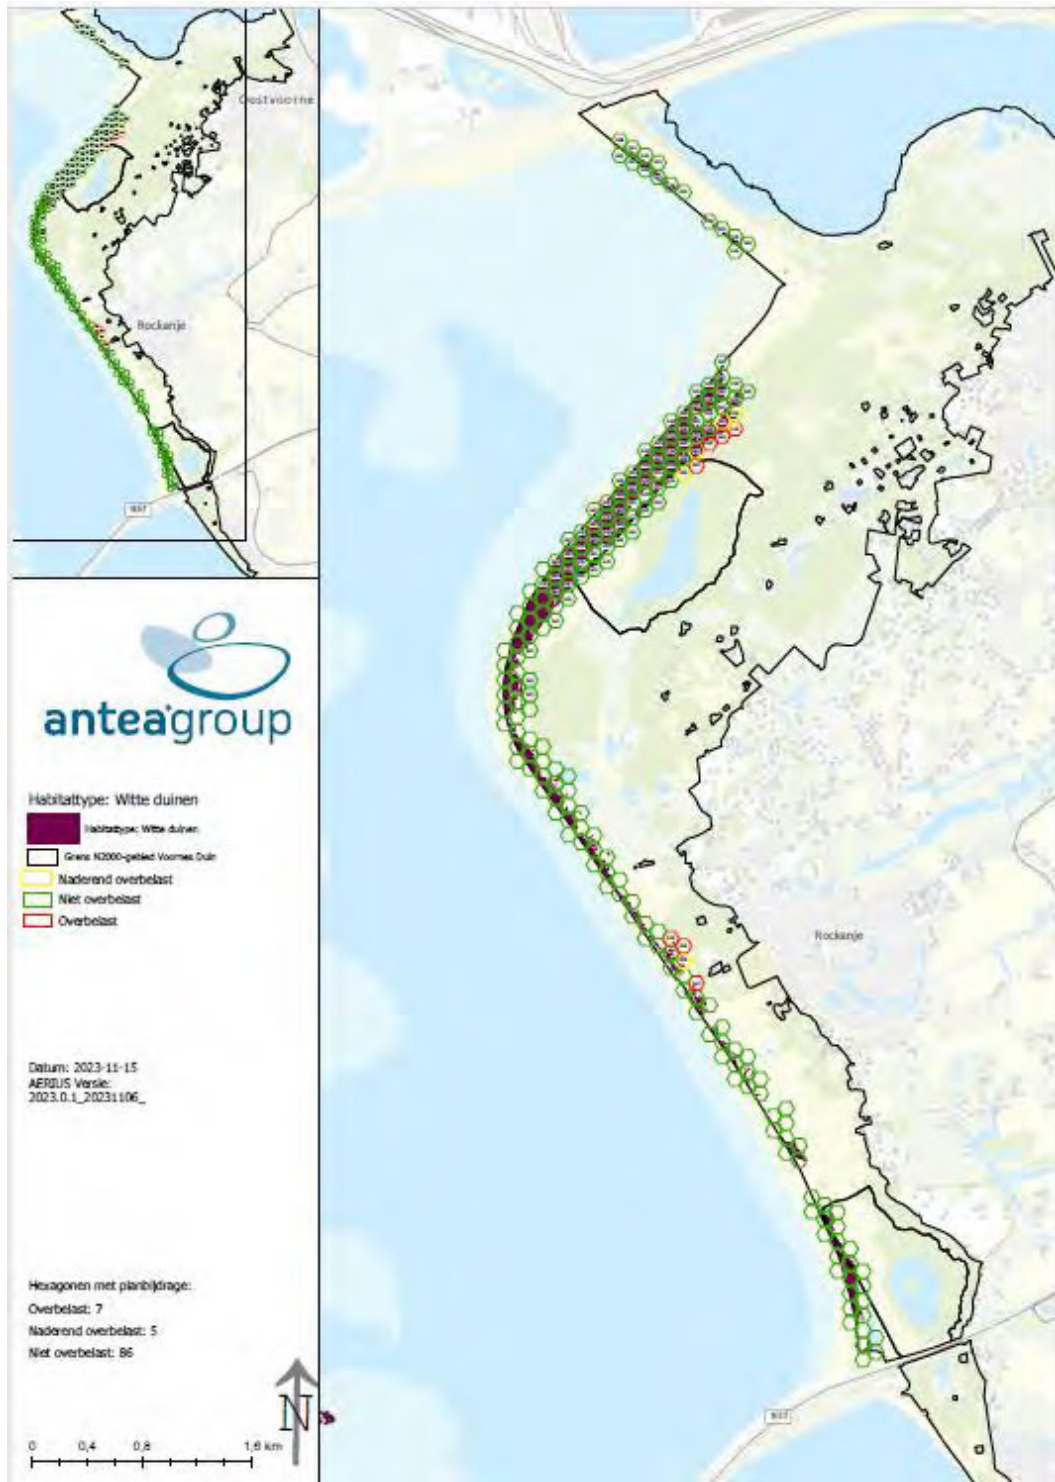 Oostvoorne
Rockanje
N57
anteagroup
Habitattype: Witte duinen
Habitattype: Witte duinen
Grens N2000-gebied Voornes Duin
Naderend overbelast
Niet overbelast
Overbelast
Datum: 2023-11-15
AERIUS Versie:
2023.0.1_20231106_
Hexagonen met planbijdrage:
Overbelast: 7
Naderend overbelast: 5
Niet overbelast: 86
N
0 0,4 0,8 1,6 km
Rockanje
N57